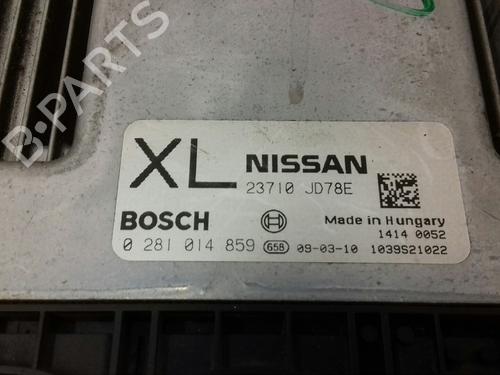 B-PARTS
XL NISSAN
23710 JD78E
BOSCH
Made in Hungary
1414 0052
0 281 014 859 658 09-03-10 1039S21022